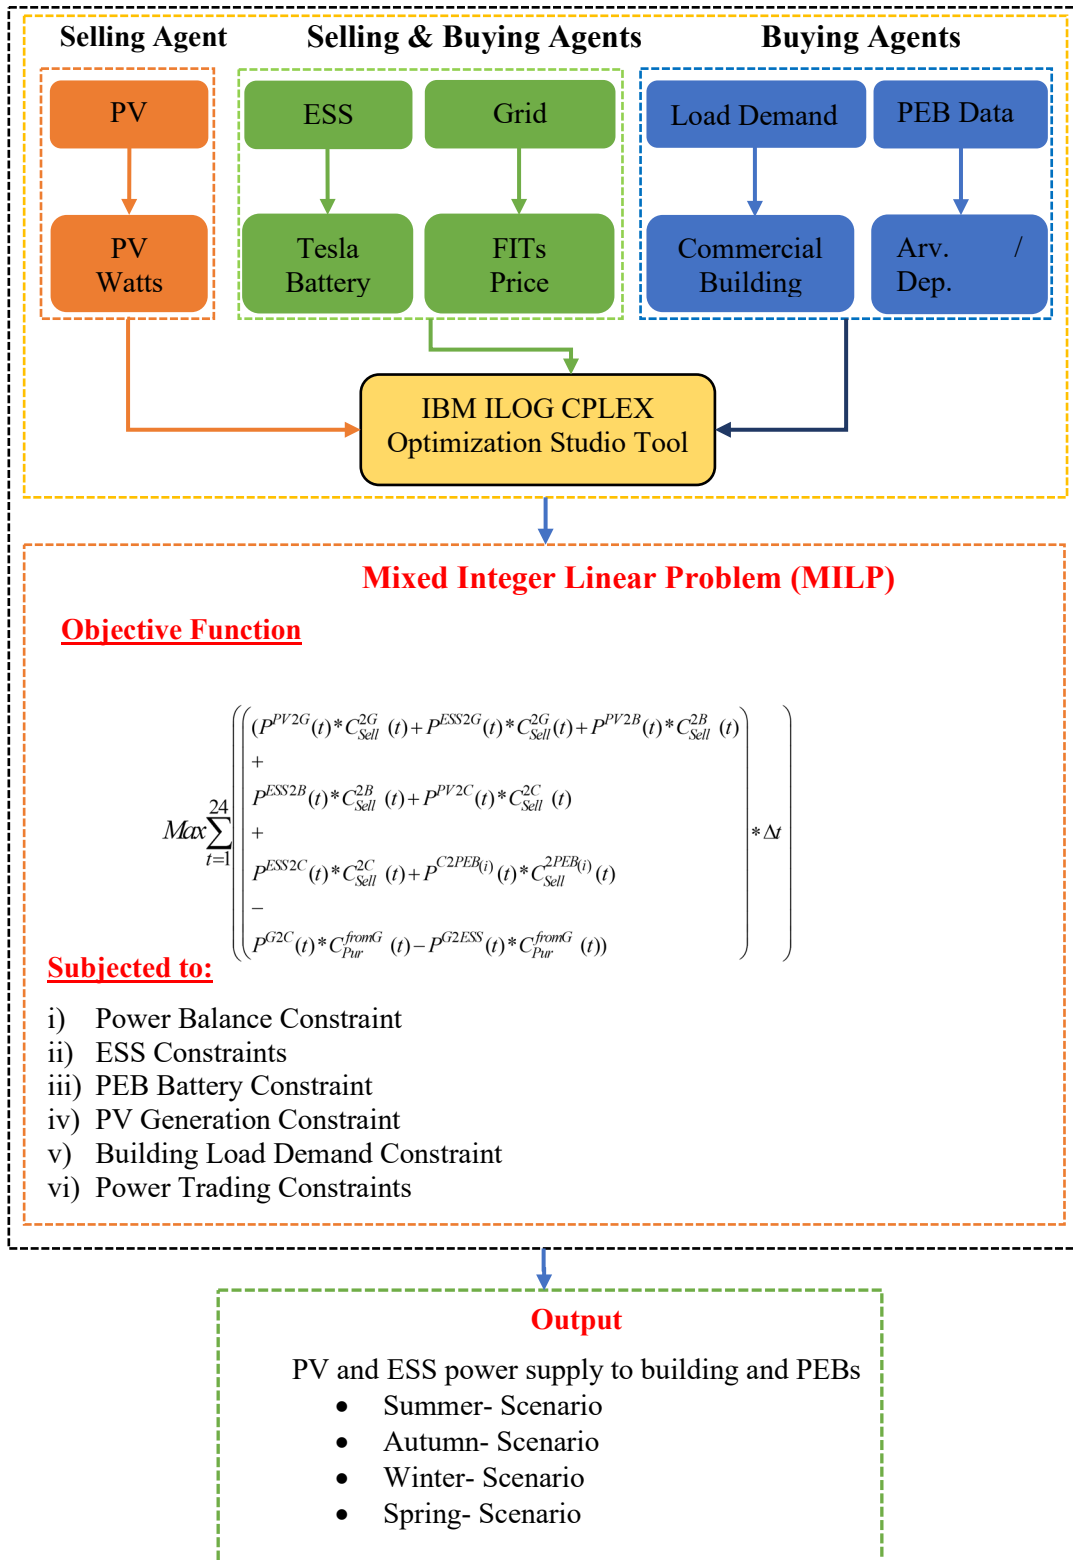 Selling Agent Selling & Buying Agents Buying Agents
PV ESS Grid Load Demand PEB Data
PV Tesla FITs Commercial Arv. /
Watts Battery Price Building Dep.
IBM ILOG CPLEX
Optimization Studio Tool
Mixed Integer Linear Problem (MILP)
Objective Function
(P^{PV2G}(t)*C_{Sell}^{2G}(t)+P^{ESS2G}(t)*C_{Sell}^{2G}(t)+P^{PV2B}(t)*C_{Sell}^{2B}(t)
+
P^{ESS2B}(t)*C_{Sell}^{2B}(t)+P^{PV2C}(t)*C_{Sell}^{2C}(t)
Max\sum_{t=1}^{24} + *Δt
P^{ESS2C}(t)*C_{Sell}^{2C}(t)+P^{C2PEB(i)}(t)*C_{Sell}^{2PEB(i)}(t)
−
P^{G2C}(t)*C_{Pur}^{fromG}(t)−P^{G2ESS}(t)*C_{Pur}^{fromG}(t))
Subjected to:
i) Power Balance Constraint
ii) ESS Constraints
iii) PEB Battery Constraint
iv) PV Generation Constraint
v) Building Load Demand Constraint
vi) Power Trading Constraints
Output
PV and ESS power supply to building and PEBs
• Summer- Scenario
• Autumn- Scenario
• Winter- Scenario
• Spring- Scenario